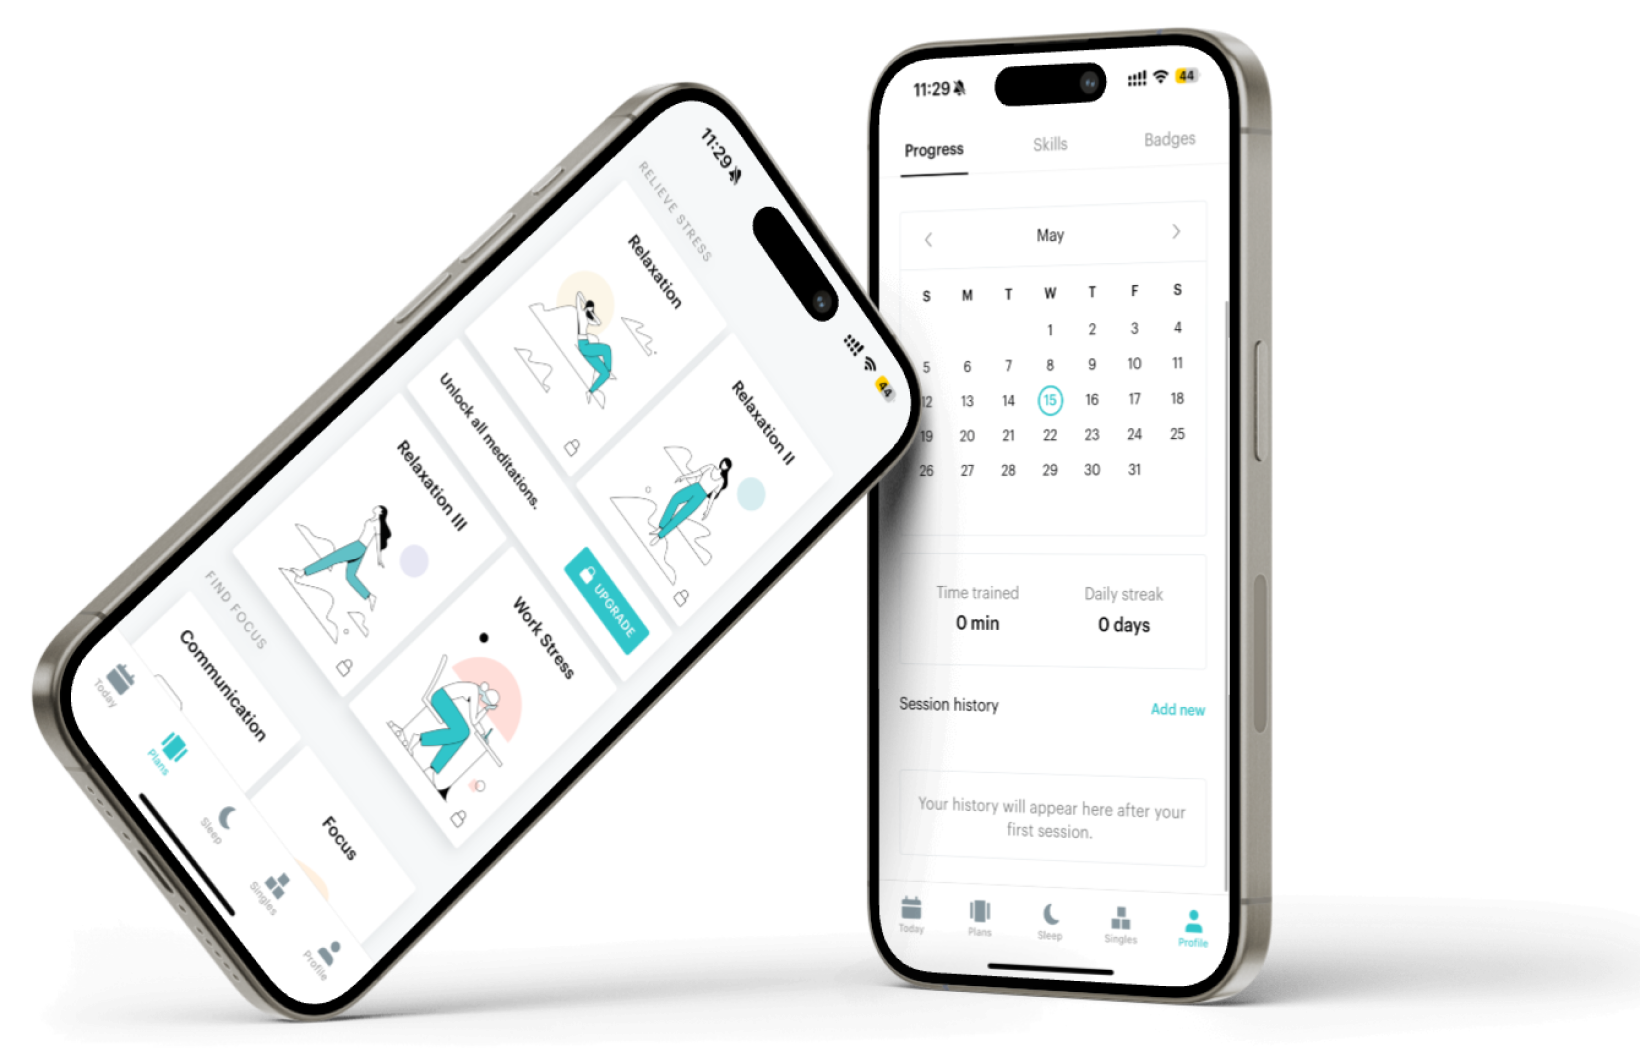 11:29
44
RELIEVE STRESS
Relaxation
Relaxation II
Unlock all meditations.
UPGRADE
Relaxation III
Work Stress
FIND FOCUS
Communication
Focus
Today
Plans
Sleep
Singles
Profile
11:29
44
Progress Skills Badges
May
S M T W T F S
1 2 3 4
5 6 7 8 9 10 11
12 13 14 15 16 17 18
19 20 21 22 23 24 25
26 27 28 29 30 31
Time trained Daily streak
0 min 0 days
Session history Add new
Your history will appear here after your
first session.
Today Plans Sleep Singles Profile